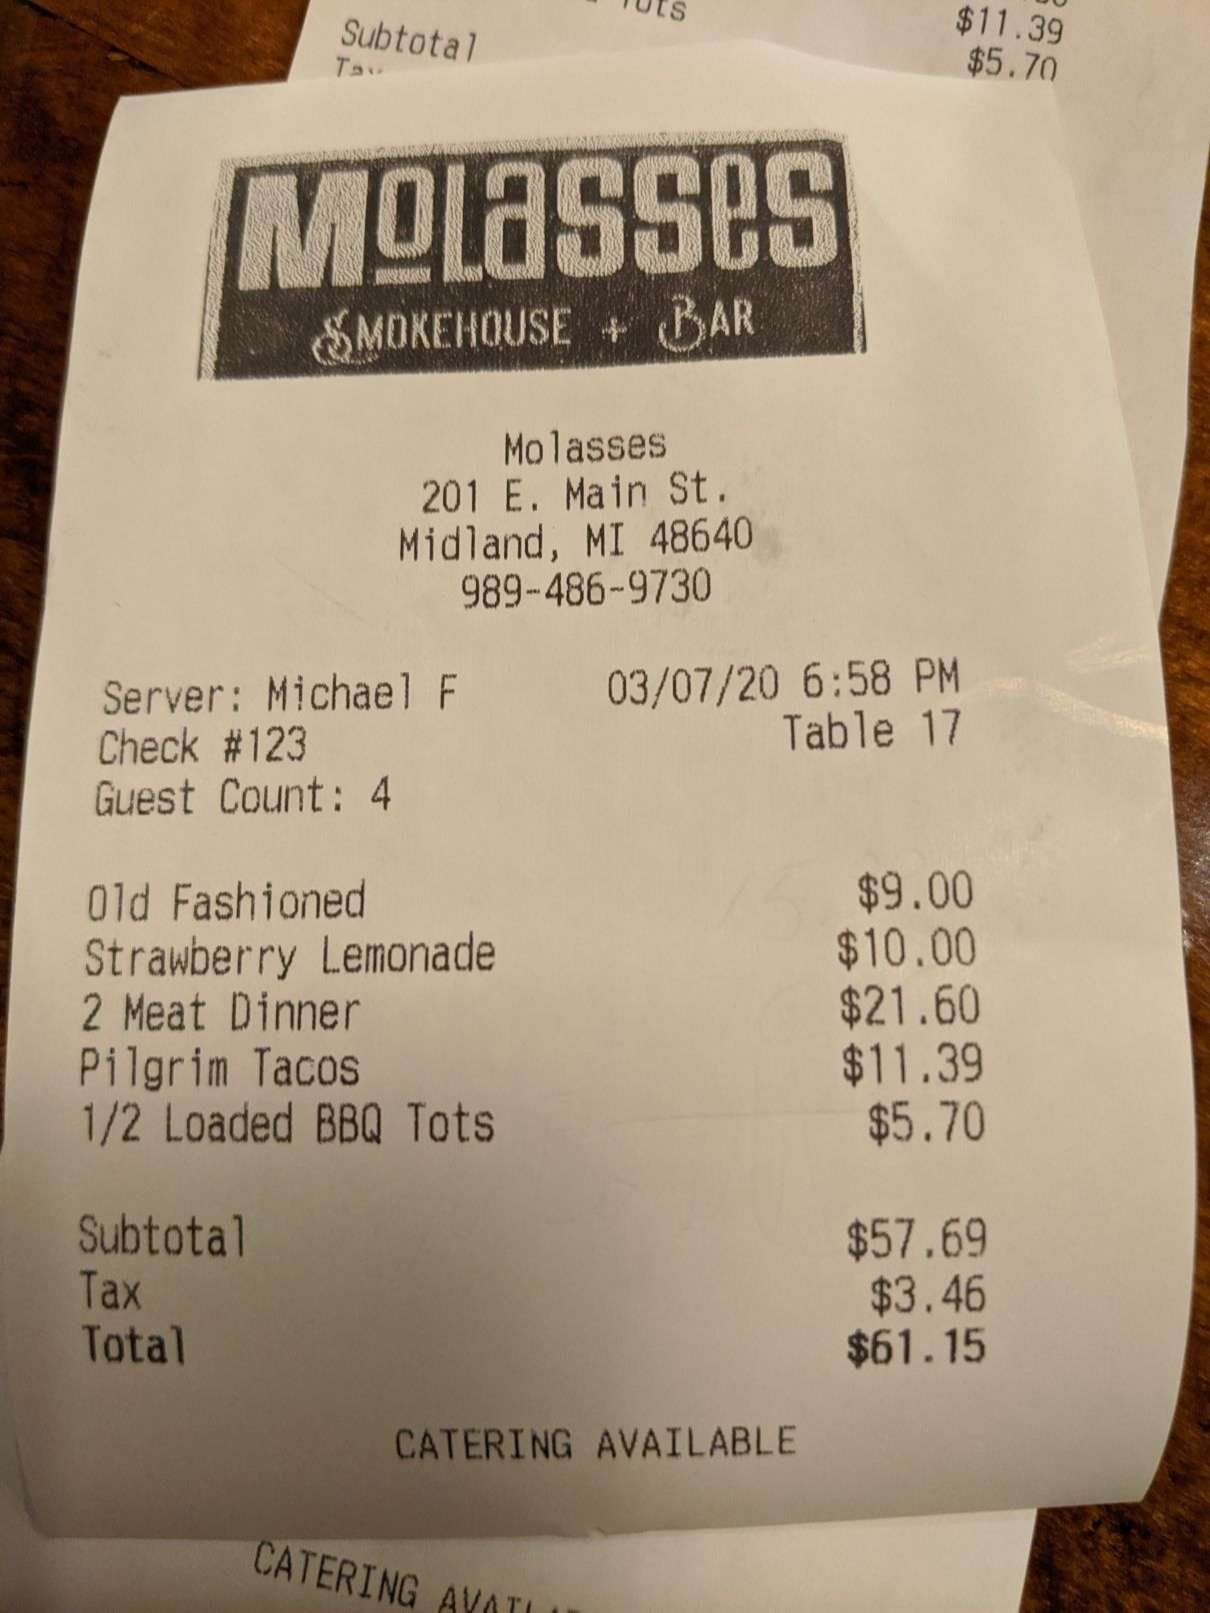 Subtotal
$11.39
$5.70
MOLASSES
SMOKEHOUSE + BAR
Molasses
201 E. Main St.
Midland, MI 48640
989-486-9730
Server: Michael F 03/07/20 6:58 PM
Check #123 Table 17
Guest Count: 4
Old Fashioned $9.00
Strawberry Lemonade $10.00
2 Meat Dinner $21.60
Pilgrim Tacos $11.39
1/2 Loaded BBQ Tots $5.70
Subtotal $57.69
Tax $3.46
Total $61.15
CATERING AVAILABLE
CATERING